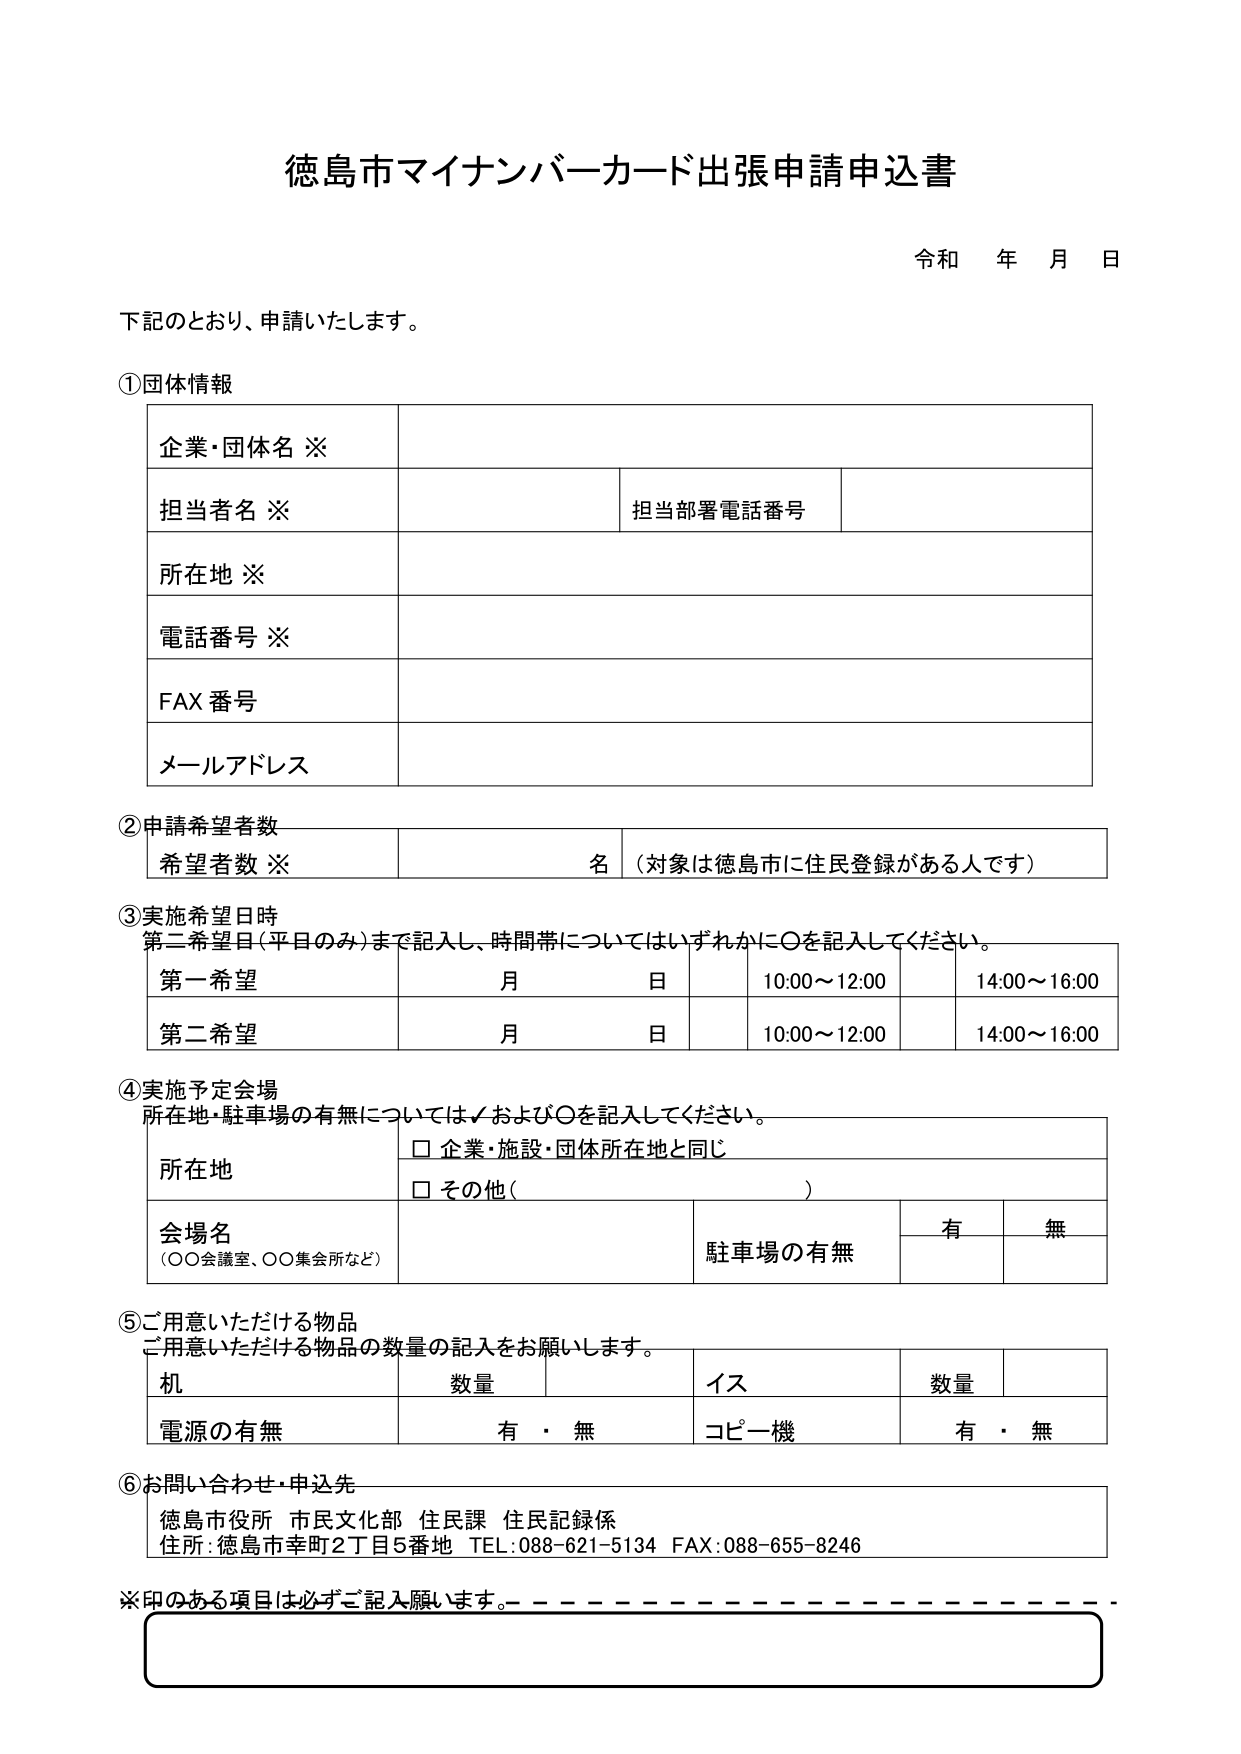 徳島市マイナンバーカード出張申請申込書
令和 年 月 日
下記のとおり、申請いたします。
①団体情報
企業・団体名 ※
担当者名 ※ 担当部署電話番号
所在地 ※
電話番号 ※
FAX 番号
メールアドレス
②申請希望者数
希望者数 ※ 名 （対象は徳島市に住民登録がある人です）
③実施希望日時
第二希望日（平日のみ）まで記入し、時間帯についてはいずれかに〇を記入してください。
第一希望 月 日 10:00～12:00 14:00～16:00
第二希望 月 日 10:00～12:00 14:00～16:00
④実施予定会場
所在地・駐車場の有無については✓および〇を記入してください。
所在地 □ 企業・施設・団体所在地と同じ
□ その他（ ）
会場名 駐車場の有無 有 無
（〇〇会議室、〇〇集会所など）
⑤ご用意いただける物品
ご用意いただける物品の数量の記入をお願いします。
机 数量 イス 数量
電源の有無 有 ・ 無 コピー機 有 ・ 無
⑥お問い合わせ・申込先
徳島市役所 市民文化部 住民課 住民記録係
住所：徳島市幸町２丁目５番地 TEL：088-621-5134 FAX：088-655-8246
※印のある項目は必ずご記入願います。